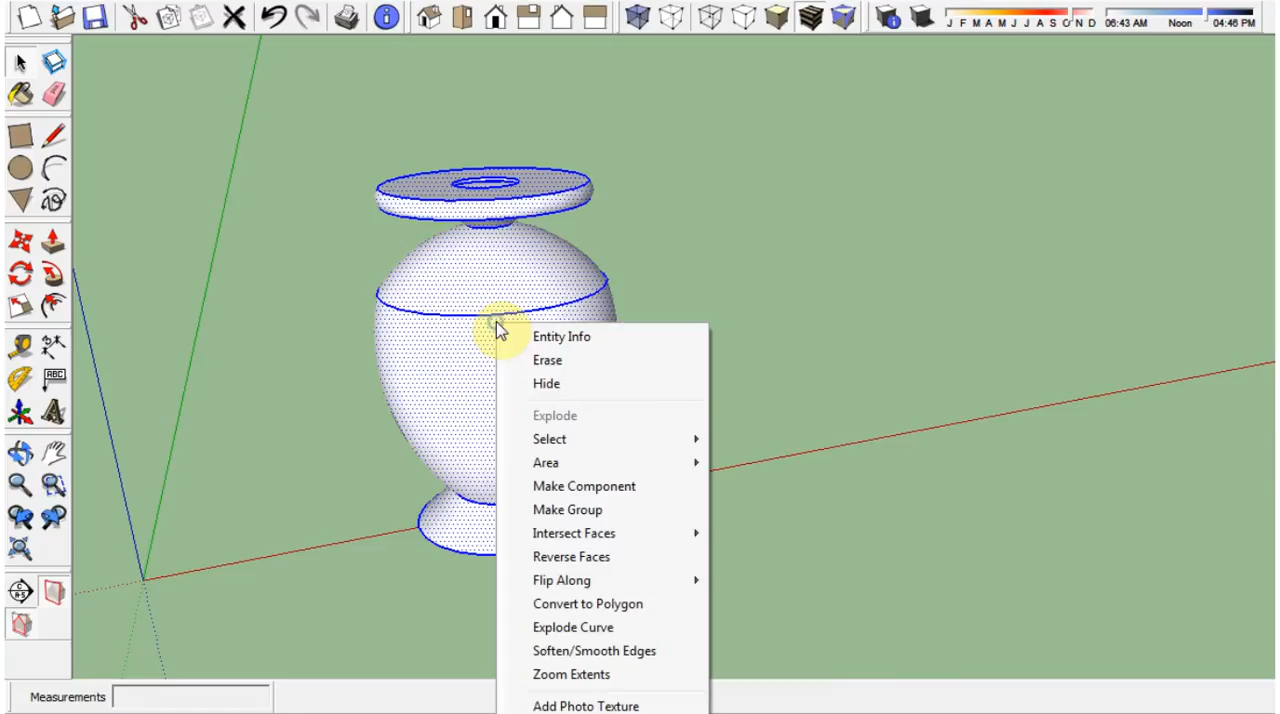 J F M A M J J A S O N D
06:43 AM Noon 04:46 PM
ABC
Entity Info
Erase
Hide
Explode
Select
Area
Make Component
Make Group
Intersect Faces
Reverse Faces
Flip Along
Convert to Polygon
Explode Curve
Soften/Smooth Edges
Zoom Extents
Add Photo Texture
Measurements